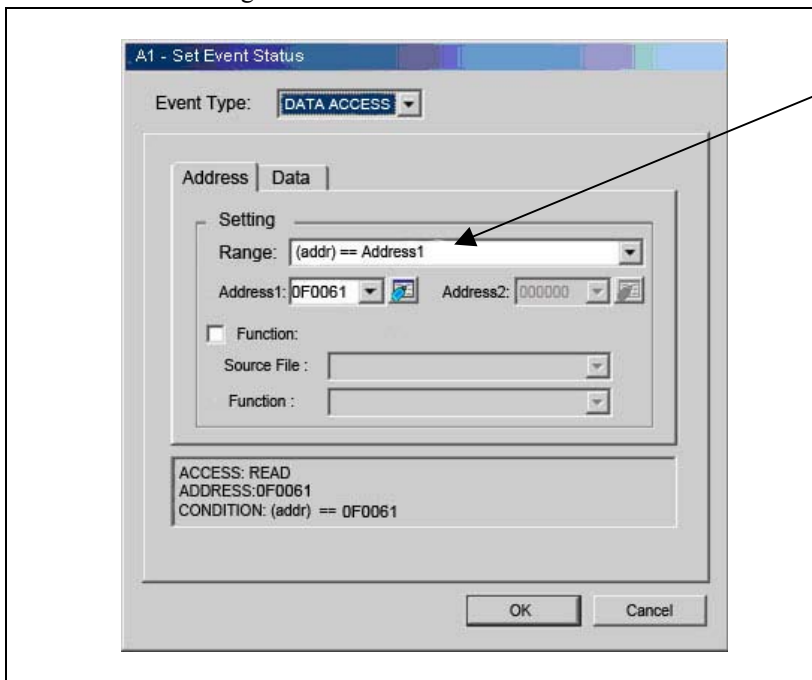 A1 - Set Event Status
Event Type: DATA ACCESS
Address Data
Setting
Range: (addr) == Address1
Address1: 0F0061 Address2: 000000
Function:
Source File :
Function :
ACCESS: READ
ADDRESS:0F0061
CONDITION: (addr) == 0F0061
OK Cancel